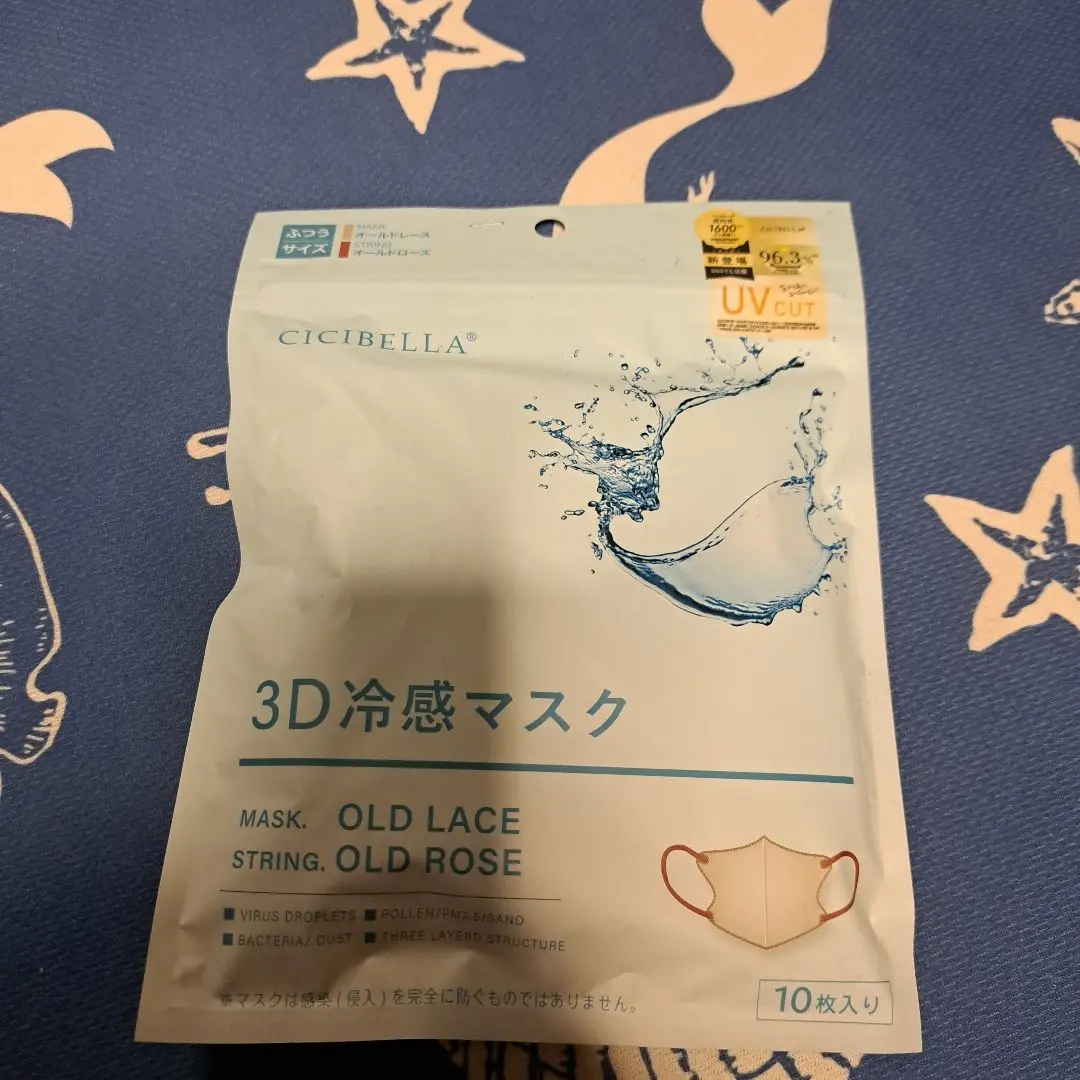 ふつう
サイズ
MASK
オールドレース
STRING
オールドローズ
1600
新登場
CICIBELLA
96.3%
UV CUT
CICIBELLA®
3D冷感マスク
MASK. OLD LACE
STRING. OLD ROSE
VIRUS DROPLETS POLLEN/PM2.5/SAND
BACTERIA/ DUST THREE LAYERD STRUCTURE
※マスクは感染(侵入)を完全に防ぐものではありません。
10枚入り